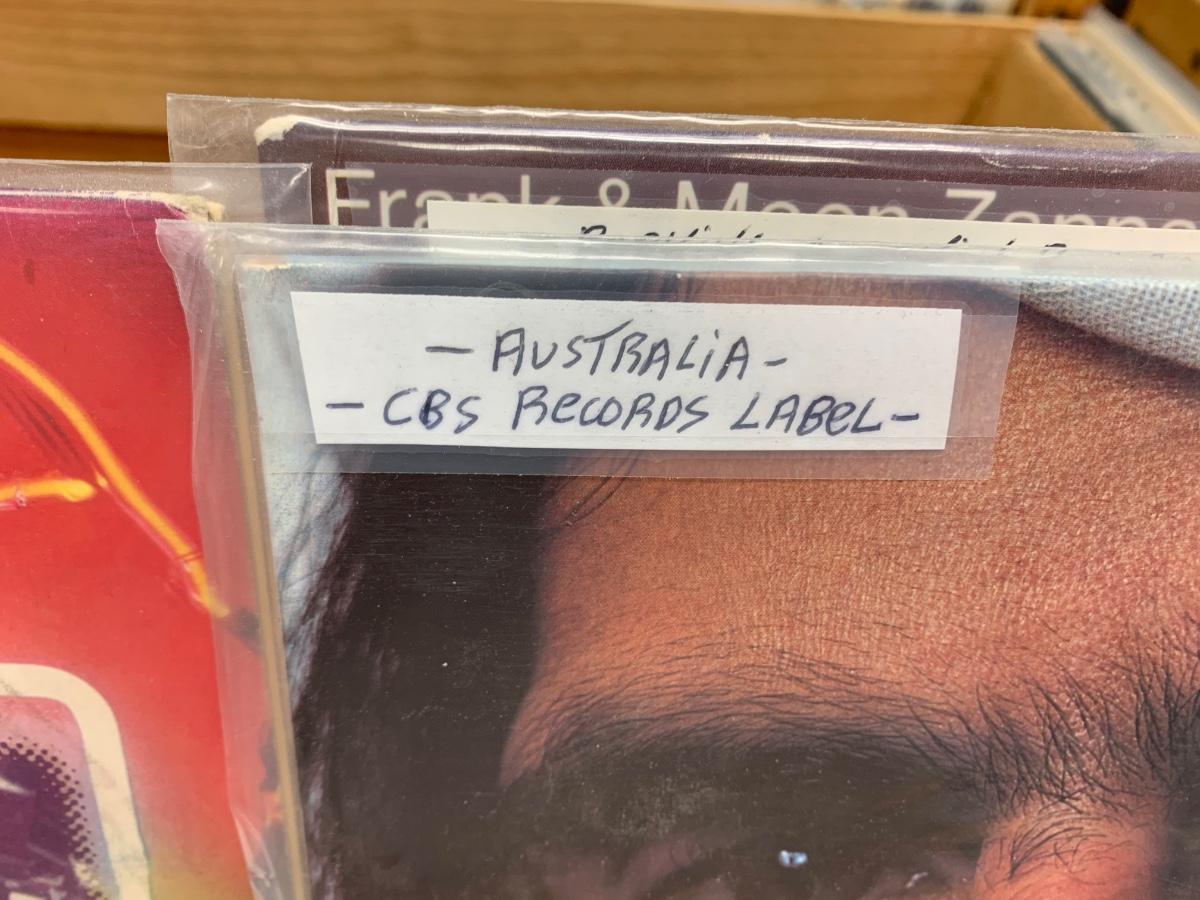 Frank & Moon Zappa
— AUSTRALiA -
— CBS RecoRDS LABeL -